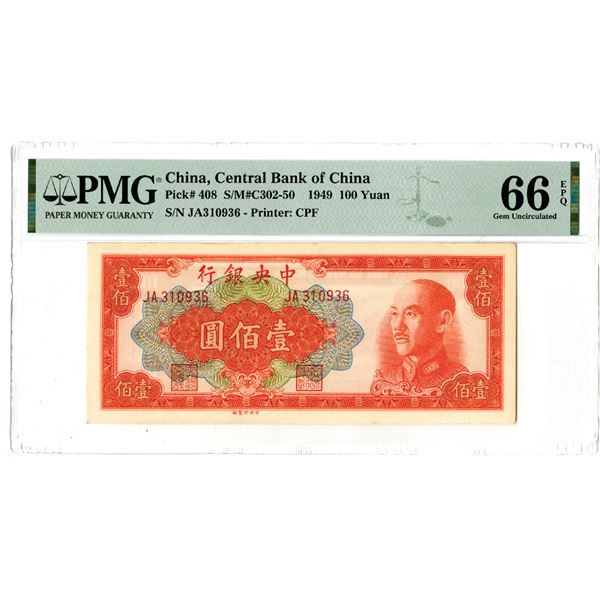 PMG®
PAPER MONEY GUARANTY
China, Central Bank of China
Pick# 408 S/M#C302-50 1949 100 Yuan
S/N JA310936 - Printer: CPF
66 EPQ
Gem Uncirculated
行銀央中
JA 310936 JA 310936
壹佰
圓佰壹
佰壹
佰壹